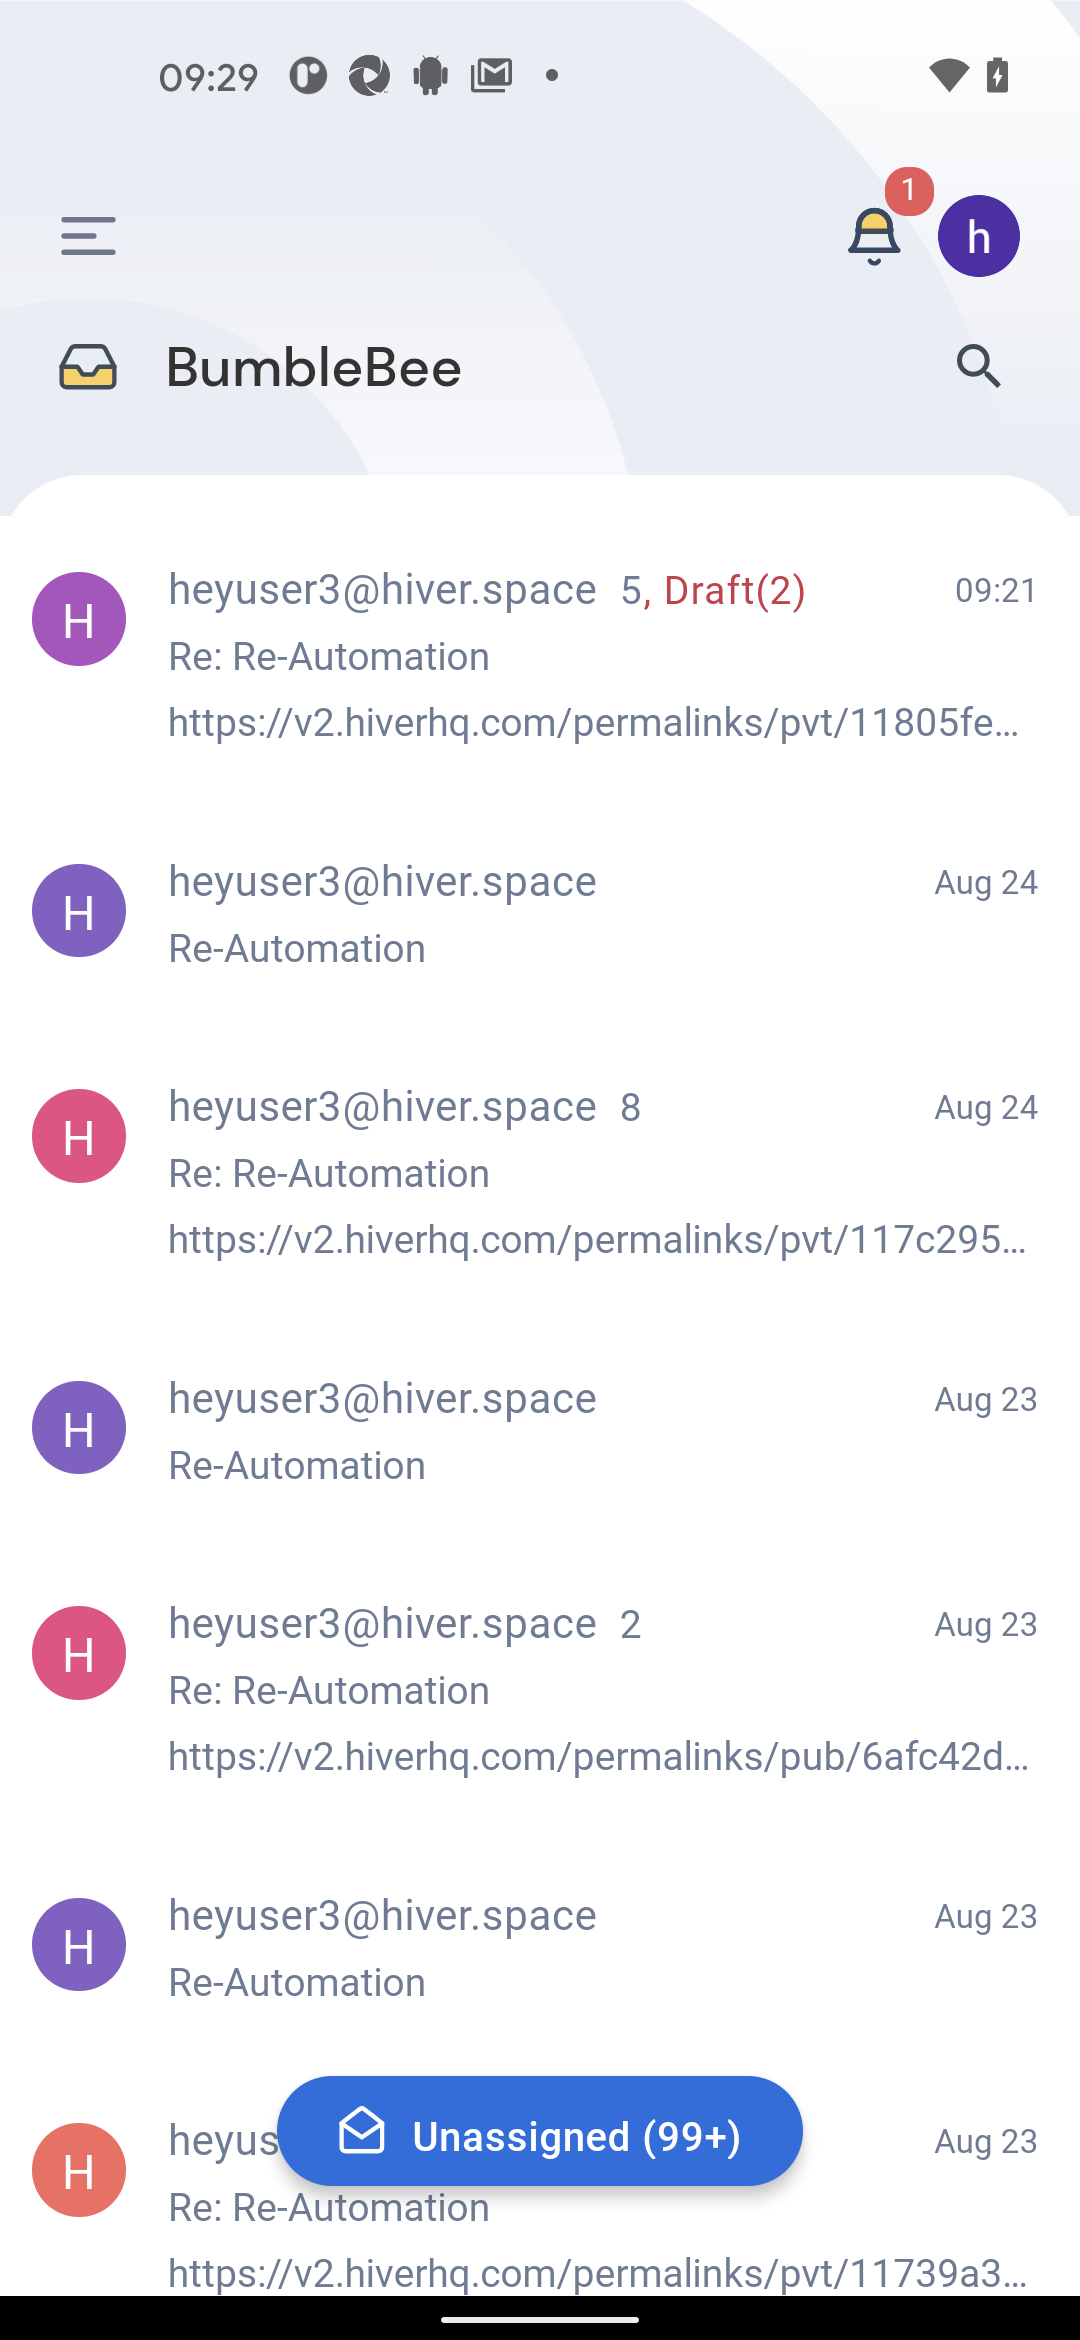 09:29
1
h
BumbleBee
H
heyuser3@hiver.space 5, Draft(2) 09:21
Re: Re-Automation
https://v2.hiverhq.com/permalinks/pvt/11805fe...
H
heyuser3@hiver.space Aug 24
Re-Automation
H
heyuser3@hiver.space 8 Aug 24
Re: Re-Automation
https://v2.hiverhq.com/permalinks/pvt/117c295...
H
heyuser3@hiver.space Aug 23
Re-Automation
H
heyuser3@hiver.space 2 Aug 23
Re: Re-Automation
https://v2.hiverhq.com/permalinks/pub/6afc42d...
H
heyuser3@hiver.space Aug 23
Re-Automation
Unassigned (99+)
H
heyus Aug 23
Re: Re-Automation
https://v2.hiverhq.com/permalinks/pvt/11739a3...